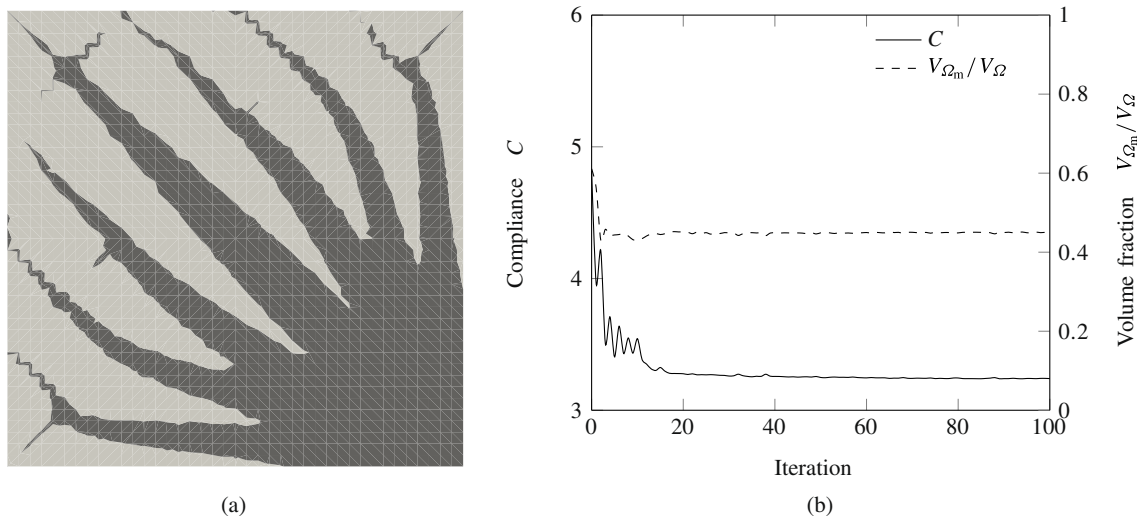 6
5
4
3
Compliance C
0
20
40
60
80
100
Iteration
1
0.8
0.6
0.4
0.2
0
Volume fraction V_{Ω_m}/V_Ω
C
V_{Ω_m}/V_Ω
(a)
(b)